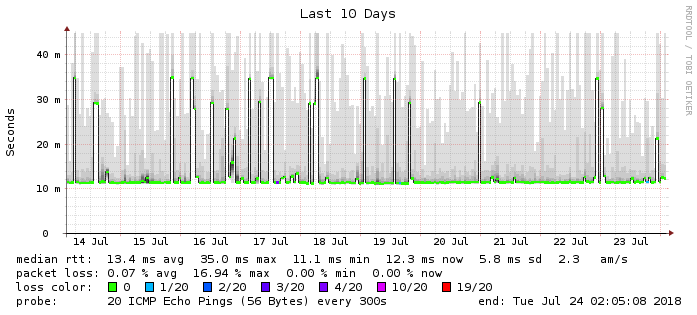 Last 10 Days
RRDTOOL / TOBI OETIKER
Seconds
40 m
30 m
20 m
10 m
0
14 Jul 15 Jul 16 Jul 17 Jul 18 Jul 19 Jul 20 Jul 21 Jul 22 Jul 23 Jul
median rtt: 13.4 ms avg 35.0 ms max 11.1 ms min 12.3 ms now 5.8 ms sd 2.3 am/s
packet loss: 0.07 % avg 16.94 % max 0.00 % min 0.00 % now
loss color: 0 1/20 2/20 3/20 4/20 10/20 19/20
probe: 20 ICMP Echo Pings (56 Bytes) every 300s end: Tue Jul 24 02:05:08 2018